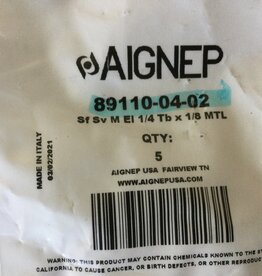 AIGNEP
89110-04-02
Sf Sv M El 1/4 Tb x 1/8 MTL
QTY:
5
AIGNEP USA FAIRVIEW TN
WWW.AIGNEPUSA.COM
MADE IN ITALY
03/02/2021
WARNING: THIS PRODUCT MAY CONTAIN CHEMICALS KNOWN TO THE ST
CALIFORNIA TO CAUSE CANCER, OR BIRTH DEFECTS, OR OTHER REPRO